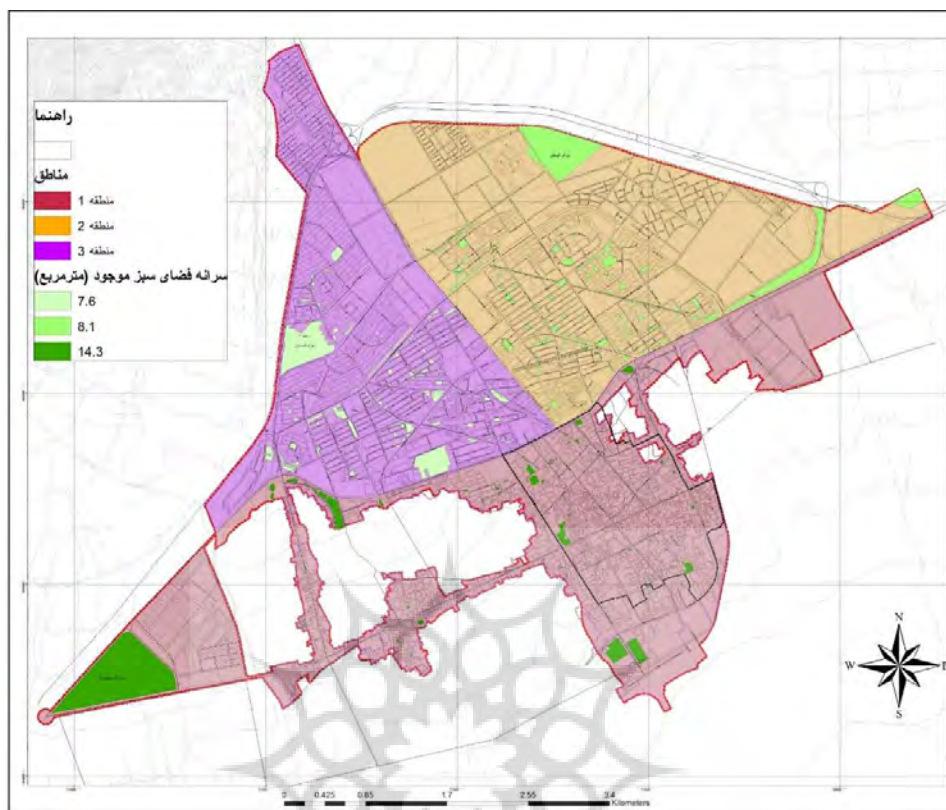 راهنما
مناطق
منطقه 1
منطقه 2
منطقه 3
سرانه فضای سبز موجود (مترمربع)
7.6
8.1
14.3
N
W
E
S
0 0.425 0.85 1.7 2.55 3.4
Kilometers